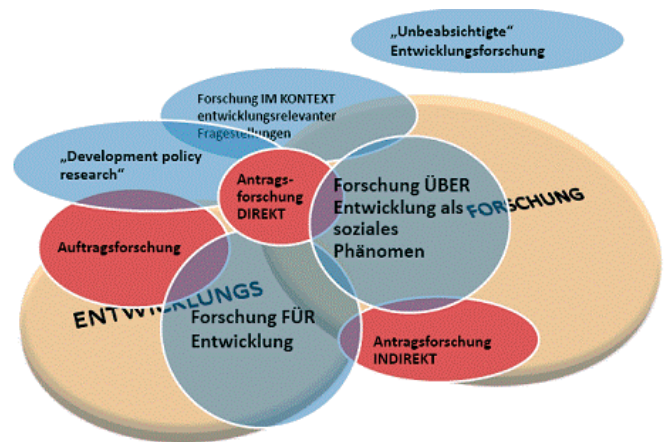 „Unbeabsichtigte“
Entwicklungsforschung
Forschung IM KONTEXT
entwicklungsrelevanter
Fragestellungen
„Development policy
research“
Antrags-
forschung
DIREKT
Forschung ÜBER
Entwicklung als
soziales
Phänomen
FORSCHUNG
Auftragsforschung
ENTWICKLUNGS
Forschung FÜR
Entwicklung
Antragforschung
INDIREKT